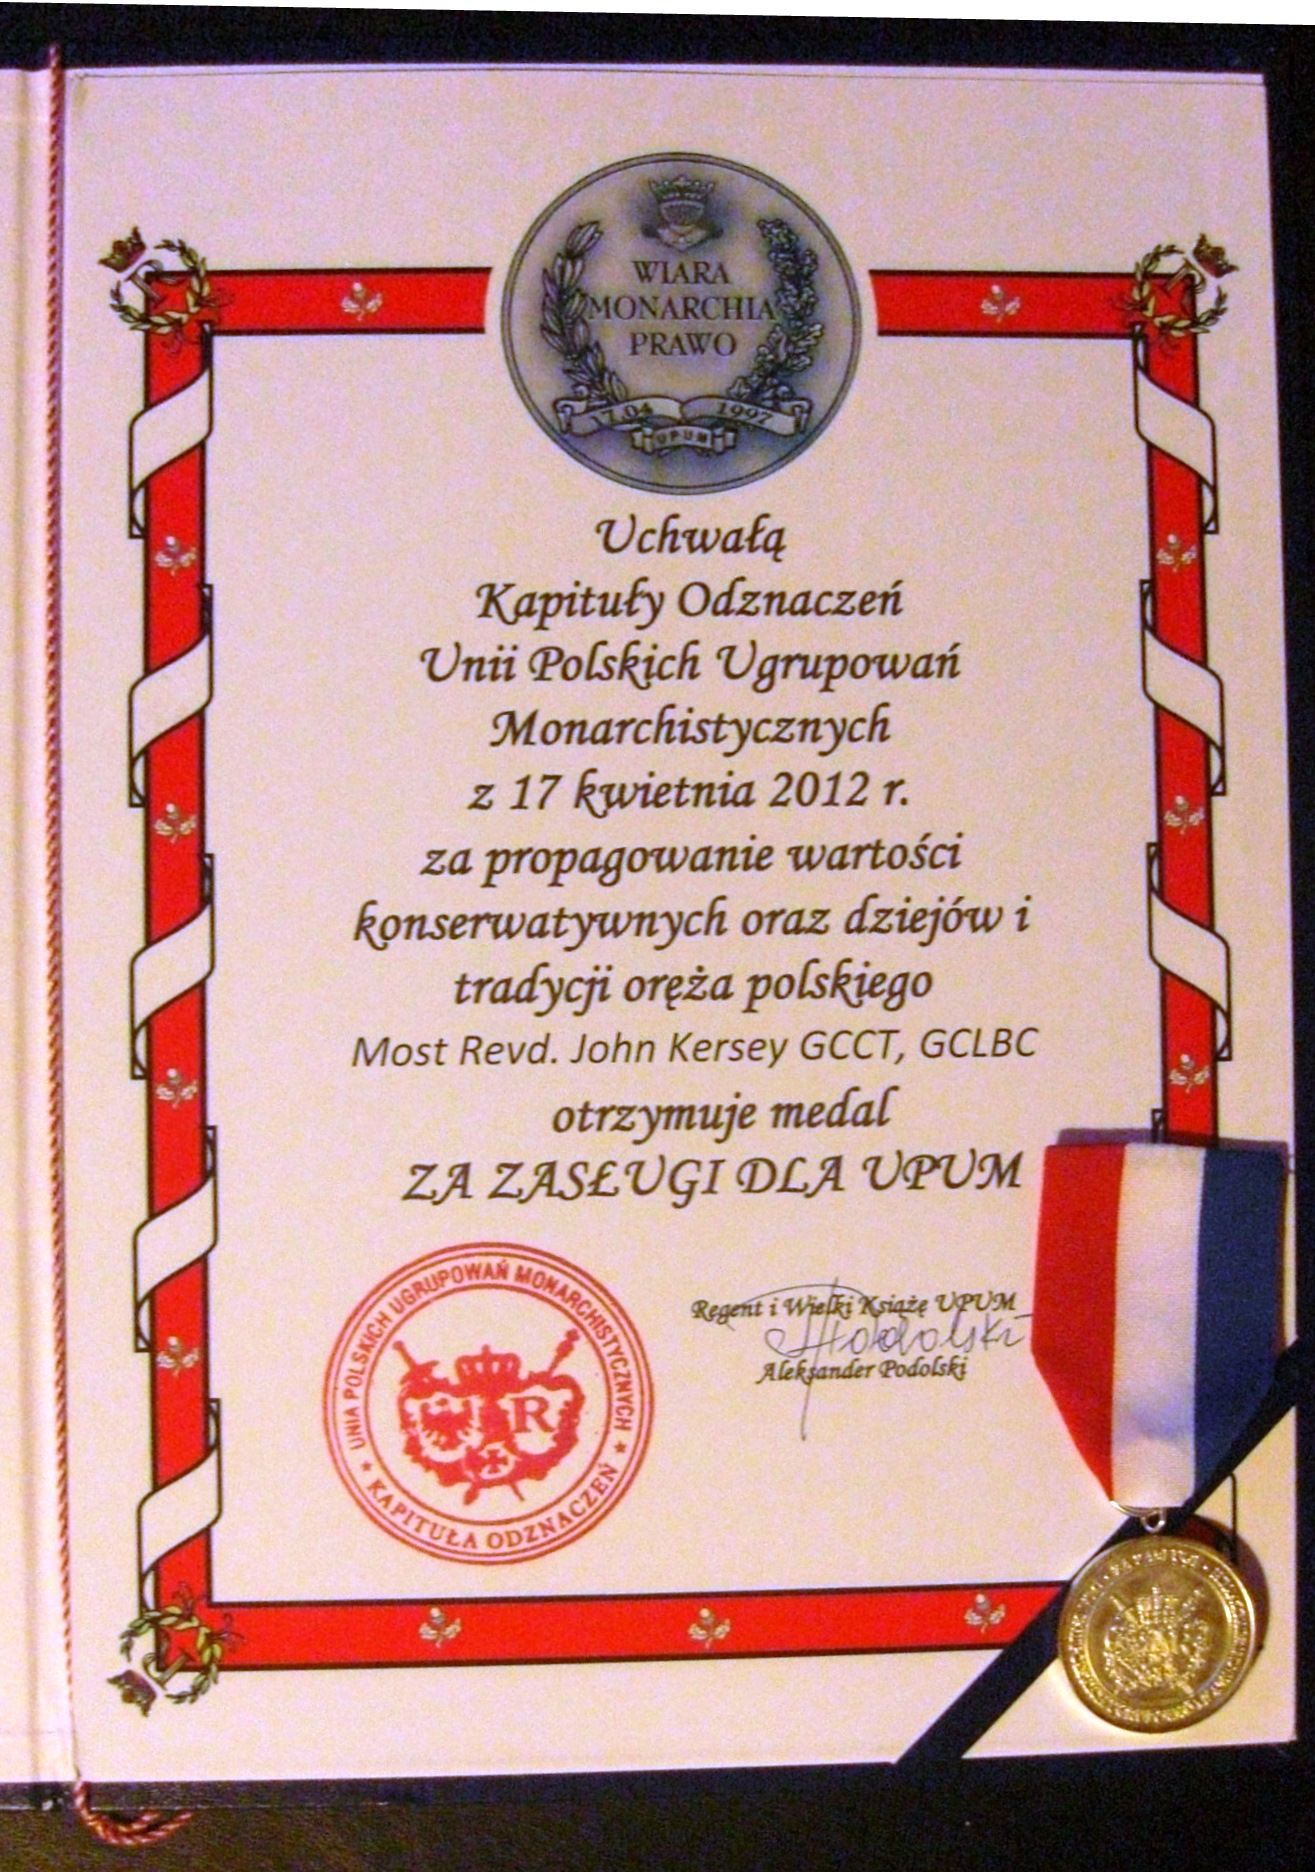 WIARA
MONARCHIA
PRAWO
17.04 1997
UPUM
Uchwałą
Kapituły Odznaczeń
Unii Polskich Ugrupowań
Monarchistycznych
z 17 kwietnia 2012 r.
za propagowanie wartości
konserwatywnych oraz dziejów i
tradycji oręża polskiego
Most Revd. John Kersey GCCT, GCLBC
otrzymuje medal
ZA ZASŁUGI DLA UPUM
UNIA POLSKICH UGRUPOWAŃ MONARCHISTYCZNYCH
KAPITUŁA ODZNACZEŃ
R
Regent i Wielki Książę UPUM
APodolski
Aleksander Podolski